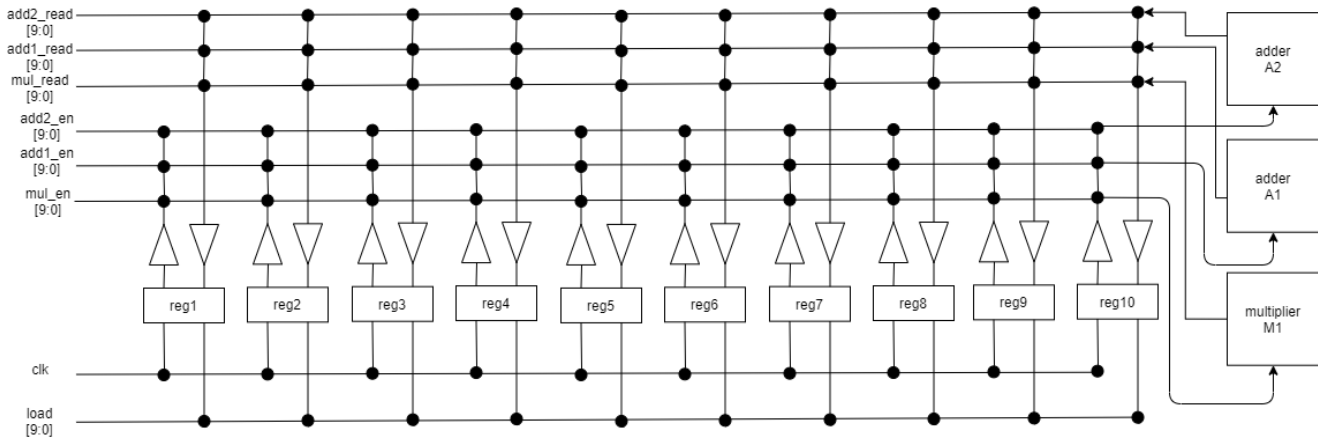 add2_read
[9:0]
add1_read
[9:0]
mul_read
[9:0]
add2_en
[9:0]
add1_en
[9:0]
mul_en
[9:0]
adder
A2
adder
A1
multiplier
M1
reg1
reg2
reg3
reg4
reg5
reg6
reg7
reg8
reg9
reg10
clk
load
[9:0]